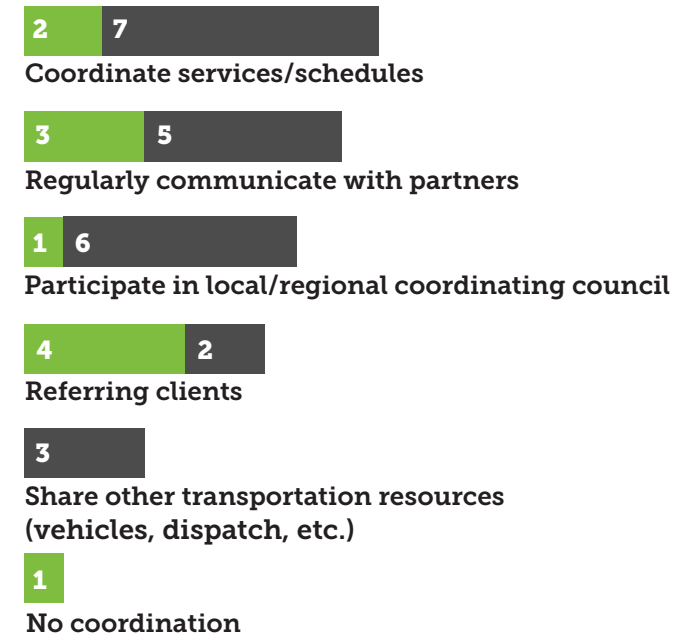 2 7
Coordinate services/schedules
3 5
Regularly communicate with partners
1 6
Participate in local/regional coordinating council
4 2
Referring clients
3
Share other transportation resources
(vehicles, dispatch, etc.)
1
No coordination